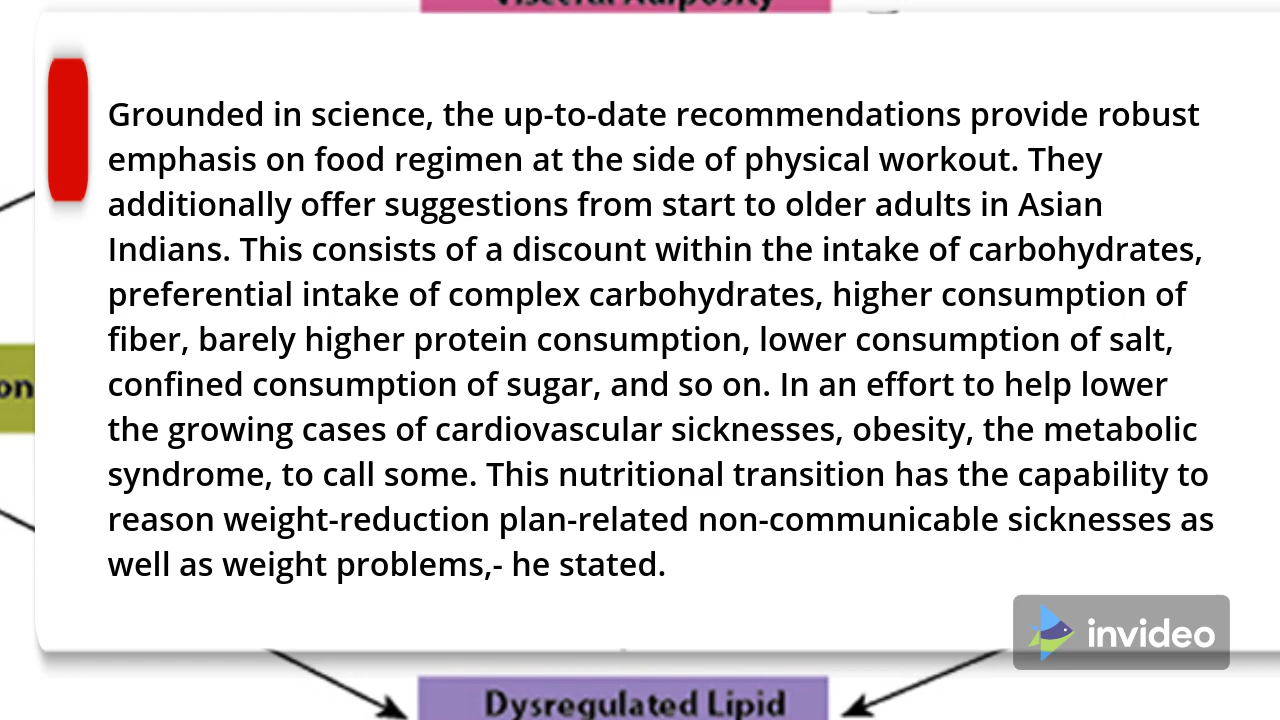 Visceral Adiposity
Grounded in science, the up-to-date recommendations provide robust
emphasis on food regimen at the side of physical workout. They
additionally offer suggestions from start to older adults in Asian
Indians. This consists of a discount within the intake of carbohydrates,
preferential intake of complex carbohydrates, higher consumption of
fiber, barely higher protein consumption, lower consumption of salt,
on
confined consumption of sugar, and so on. In an effort to help lower
the growing cases of cardiovascular sicknesses, obesity, the metabolic
syndrome, to call some. This nutritional transition has the capability to
reason weight-reduction plan-related non-communicable sicknesses as
well as weight problems,- he stated.
invideo
Dysregulated Lipid